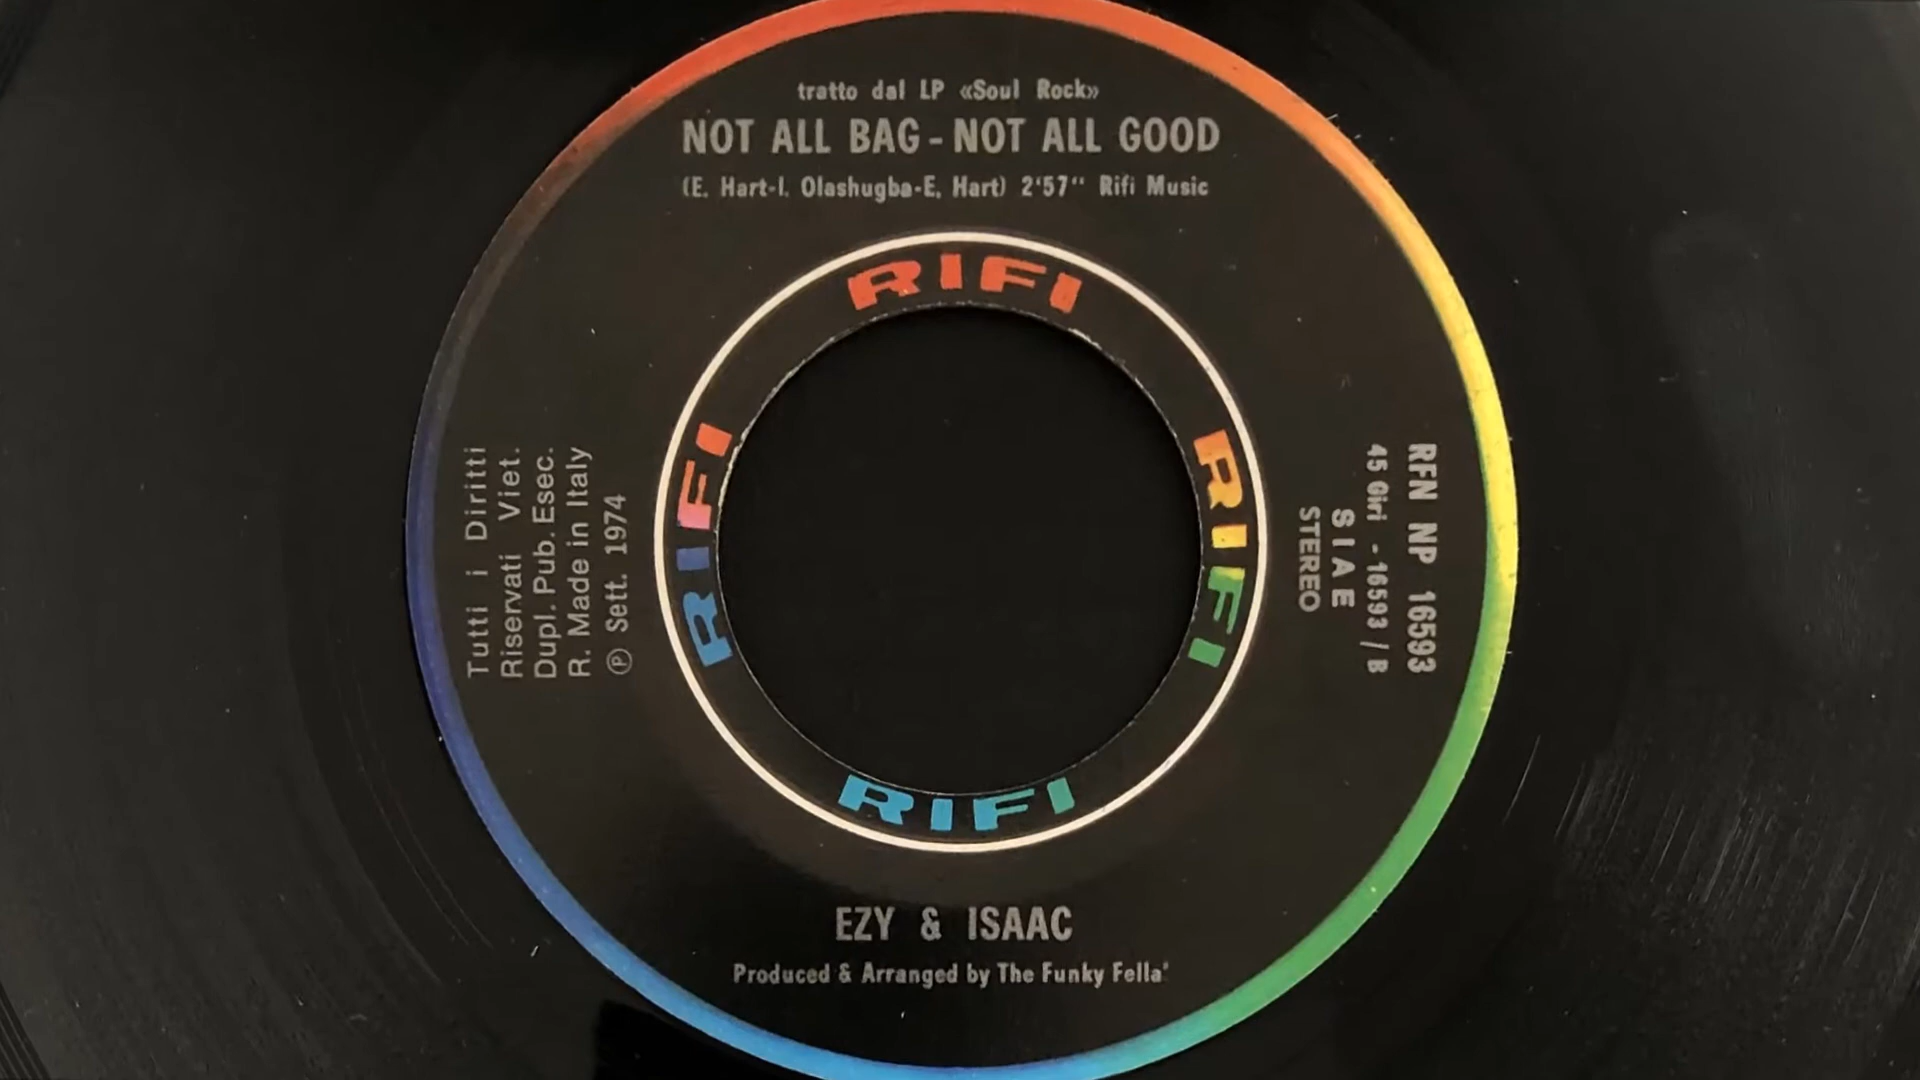 tratto dal LP «Soul Rock»
NOT ALL BAG - NOT ALL GOOD
(E. Hart-I. Olashugba-E. Hart) 2'57" Rifi Music
RIFI
RIFI
RIFI
RIFI
Tutti i Diritti
Riservati Viet.
Dupl. Pub. Esec.
R. Made in Italy
℗ Sett. 1974
RFN NP 16593
45 Giri - 16593 / B
SIAE
STEREO
EZY & ISAAC
Produced & Arranged by The Funky Fella'